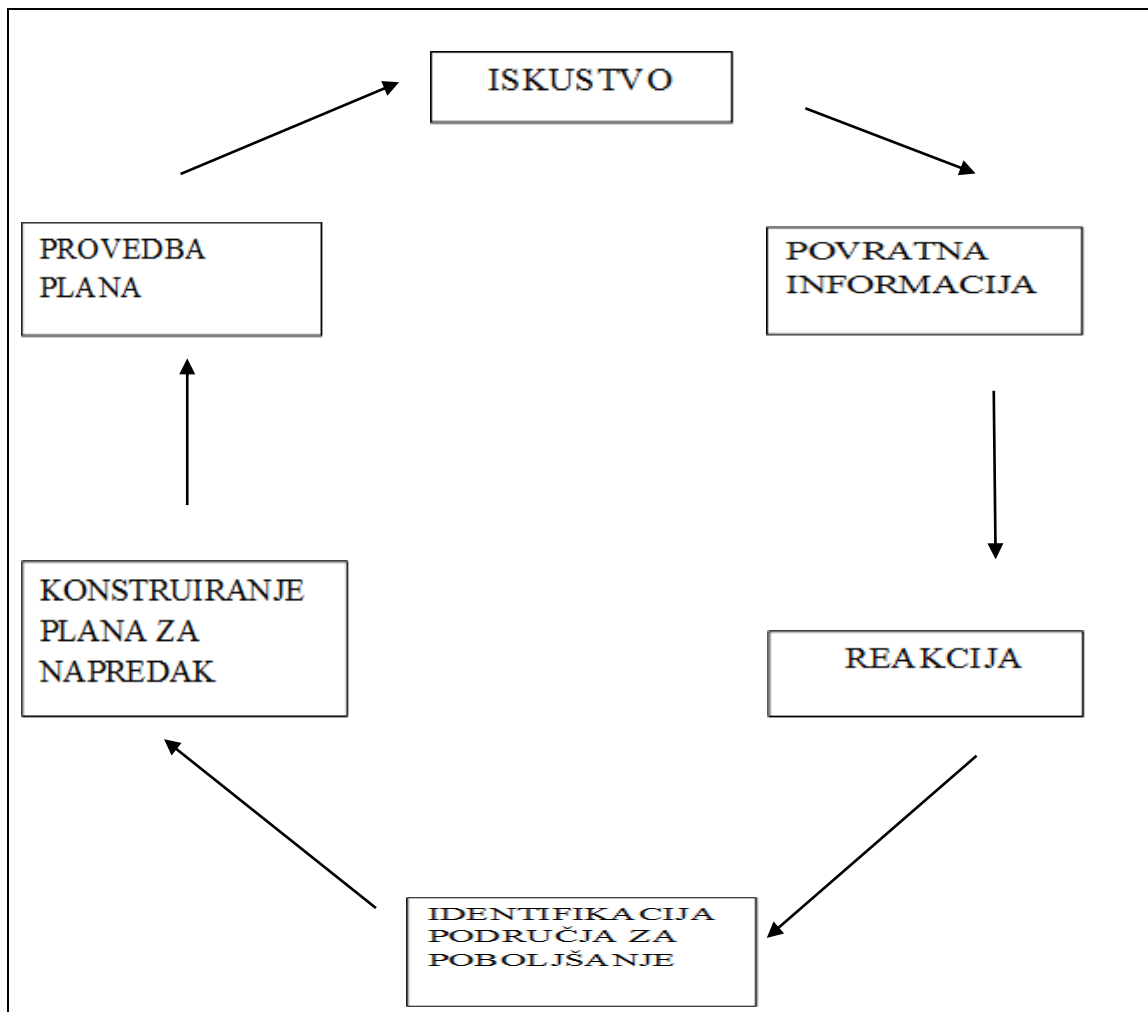 ISKUSTVO
PROVEDBA
PLANA
POVRATNA
INFORMACIJA
KONSTRUIRANJE
PLANA ZA
NAPREDAK
REAKCIJA
IDENTIFIKACIJA
PODRUČJA ZA
POBOLJŠANJE